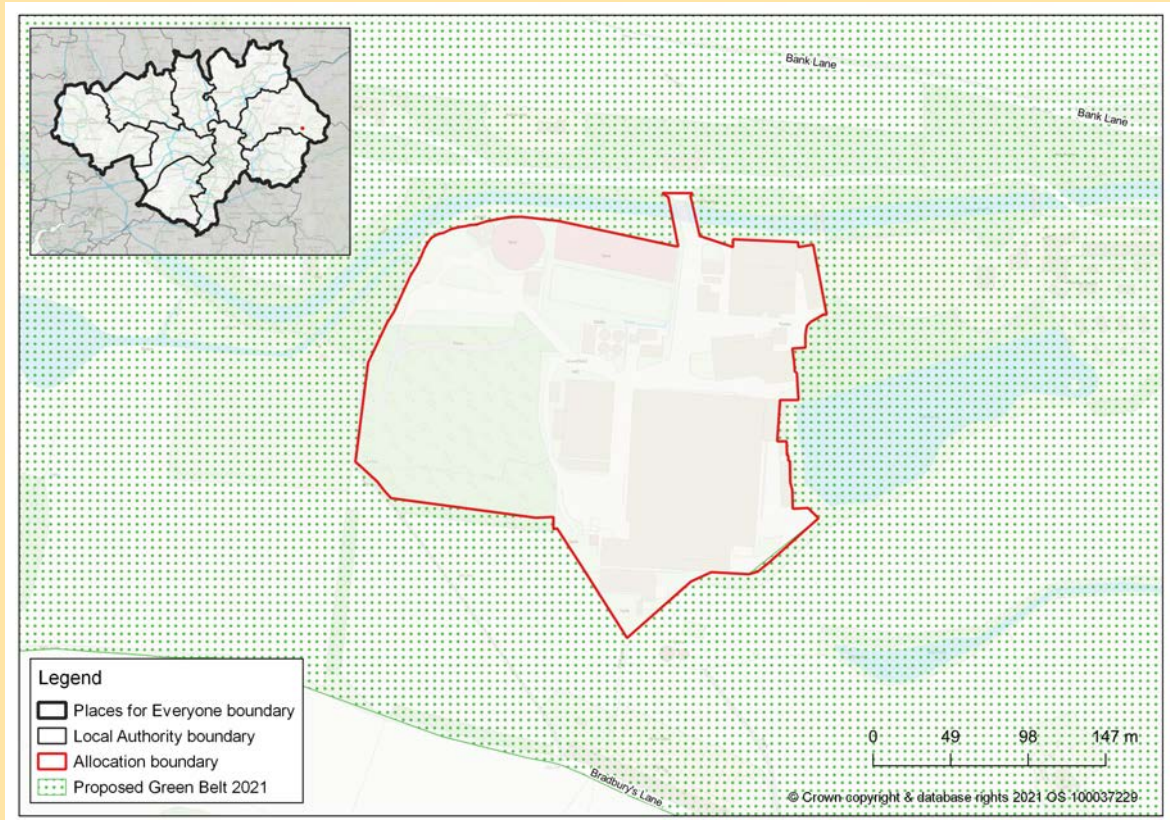 Bank Lane
Bank Lane
Legend
Places for Everyone boundary
Local Authority boundary
Allocation boundary
Proposed Green Belt 2021
Bradbury's Lane
0 49 98 147 m
© Crown copyright & database rights 2021 OS 100037229